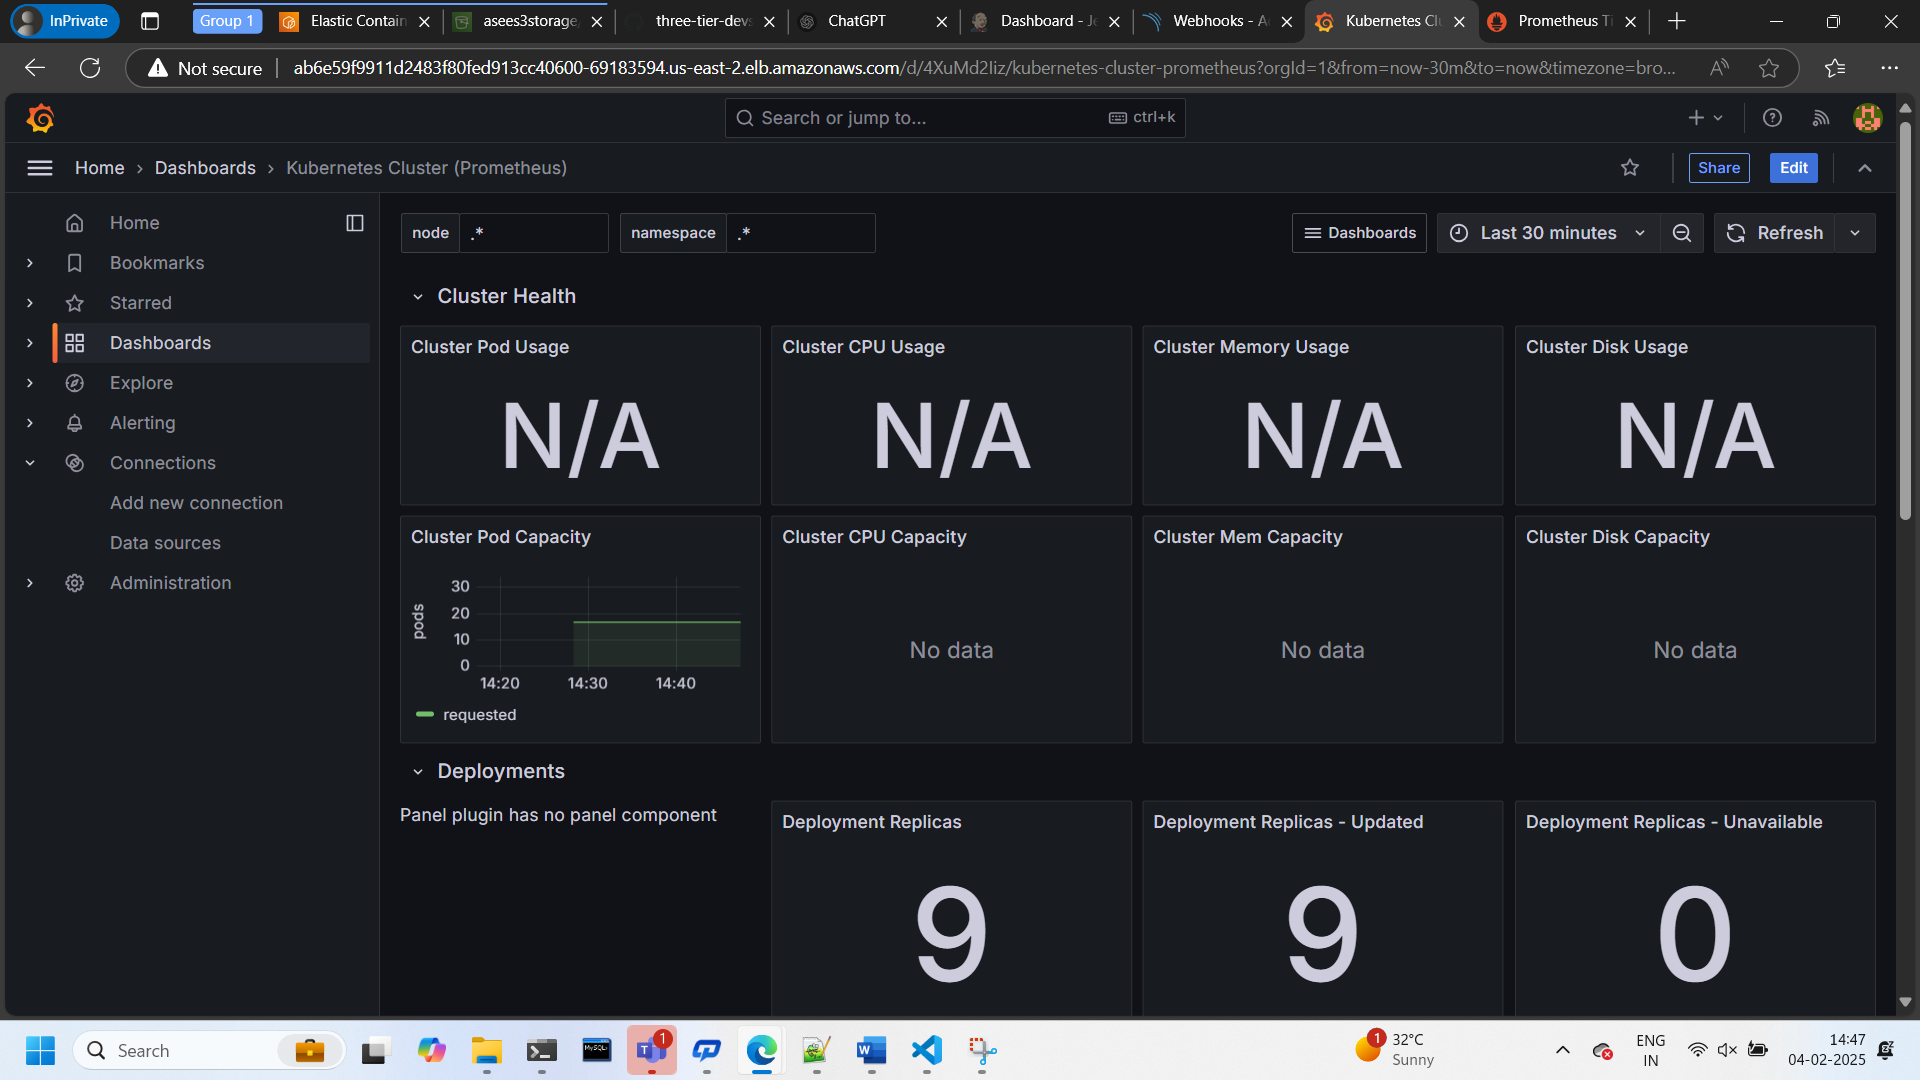 InPrivate
Group 1
Elastic Contain
asees3storage
three-tier-dev
ChatGPT
Dashboard - Je
Webhooks - A
Kubernetes Cl
Prometheus Ti
Not secure
ab6e59f9911d2483f80fed913cc40600-69183594.us-east-2.elb.amazonaws.com/d/4XuMd2Iiz/kubernetes-cluster-prometheus?orgId=1&from=now-30m&to=now&timezone=bro...
Search or jump to...
ctrl+k
Home › Dashboards › Kubernetes Cluster (Prometheus)
Share
Edit
Home
Bookmarks
Starred
Dashboards
Explore
Alerting
Connections
Add new connection
Data sources
Administration
node .*
namespace .*
Dashboards
Last 30 minutes
Refresh
Cluster Health
Cluster Pod Usage
N/A
Cluster CPU Usage
N/A
Cluster Memory Usage
N/A
Cluster Disk Usage
N/A
Cluster Pod Capacity
pods
30
20
10
0
14:20
14:30
14:40
requested
Cluster CPU Capacity
No data
Cluster Mem Capacity
No data
Cluster Disk Capacity
No data
Deployments
Panel plugin has no panel component
Deployment Replicas
9
Deployment Replicas - Updated
9
Deployment Replicas - Unavailable
0
Search
MySQL
1
1
32°C
Sunny
ENG
IN
14:47
04-02-2025